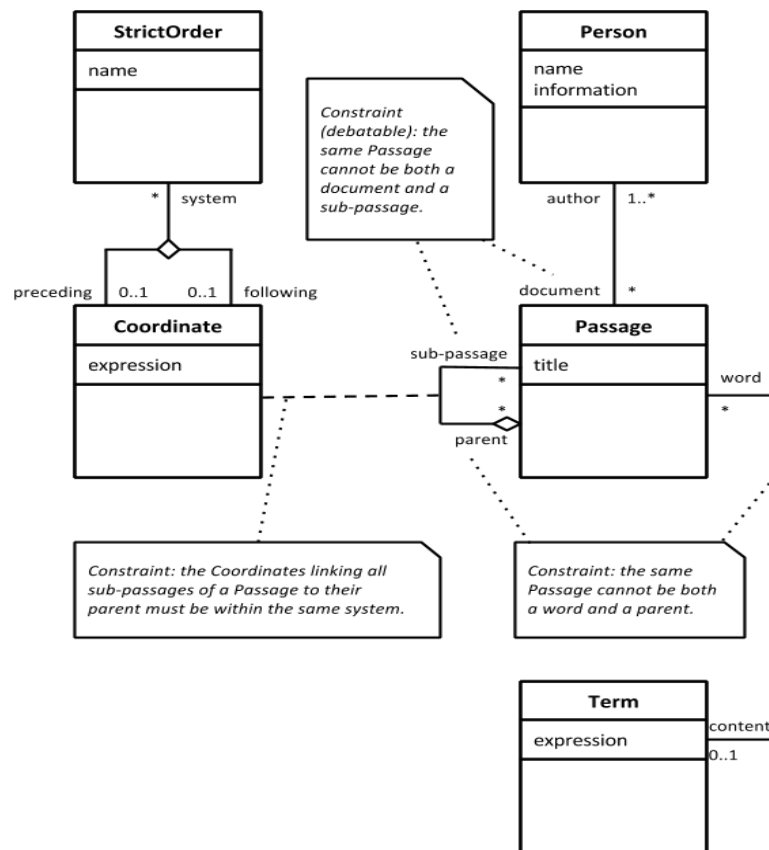 StrictOrder
name
Person
name
information
Constraint
(debatable): the
same Passage
cannot be both a
document and a
sub-passage.
* system
author 1..*
preceding 0..1 0..1 following
document *
Coordinate
expression
Passage
title
sub-passage
*
*
parent
word
*
Constraint: the Coordinates linking all
sub-passages of a Passage to their
parent must be within the same system.
Constraint: the same
Passage cannot be both
a word and a parent.
Term
expression
content
0..1